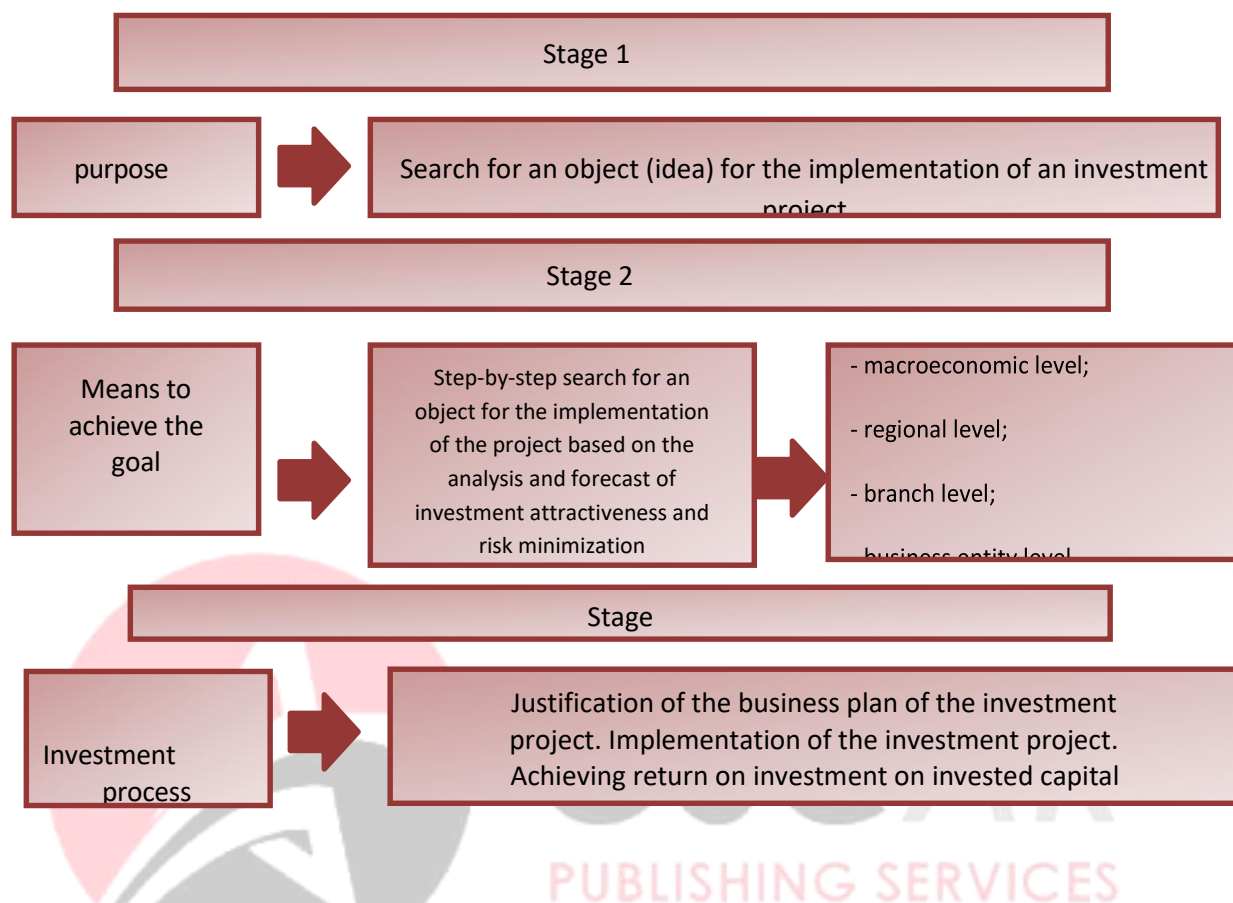 Stage 1
purpose
Search for an object (idea) for the implementation of an investment
project
Stage 2
Means to
achieve the
goal
Step-by-step search for an
object for the implementation
of the project based on the
analysis and forecast of
investment attractiveness and
risk minimization
- macroeconomic level;
- regional level;
- branch level;
business entity level
Stage
Investment
process
Justification of the business plan of the investment
project. Implementation of the investment project.
Achieving return on investment on invested capital
PUBLISHING SERVICES